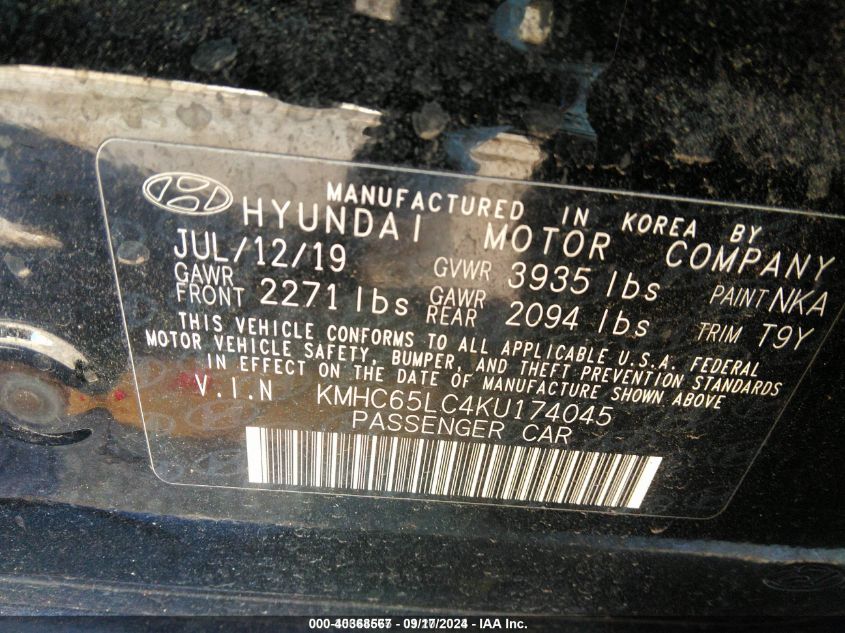 MANUFACTURED IN KOREA BY
HYUNDAI MOTOR COMPANY
JUL/12/19 GVWR 3935 lbs PAINT NKA
GAWR FRONT 2271 lbs GAWR REAR 2094 lbs TRIM T9Y
THIS VEHICLE CONFORMS TO ALL APPLICABLE U.S.A. FEDERAL
MOTOR VEHICLE SAFETY, BUMPER, AND THEFT PREVENTION STANDARDS
IN EFFECT ON THE DATE OF MANUFACTURE SHOWN ABOVE
V.I.N KMHC65LC4KU174045
PASSENGER CAR
000-40368567 - 09/17/2024 - IAA Inc.